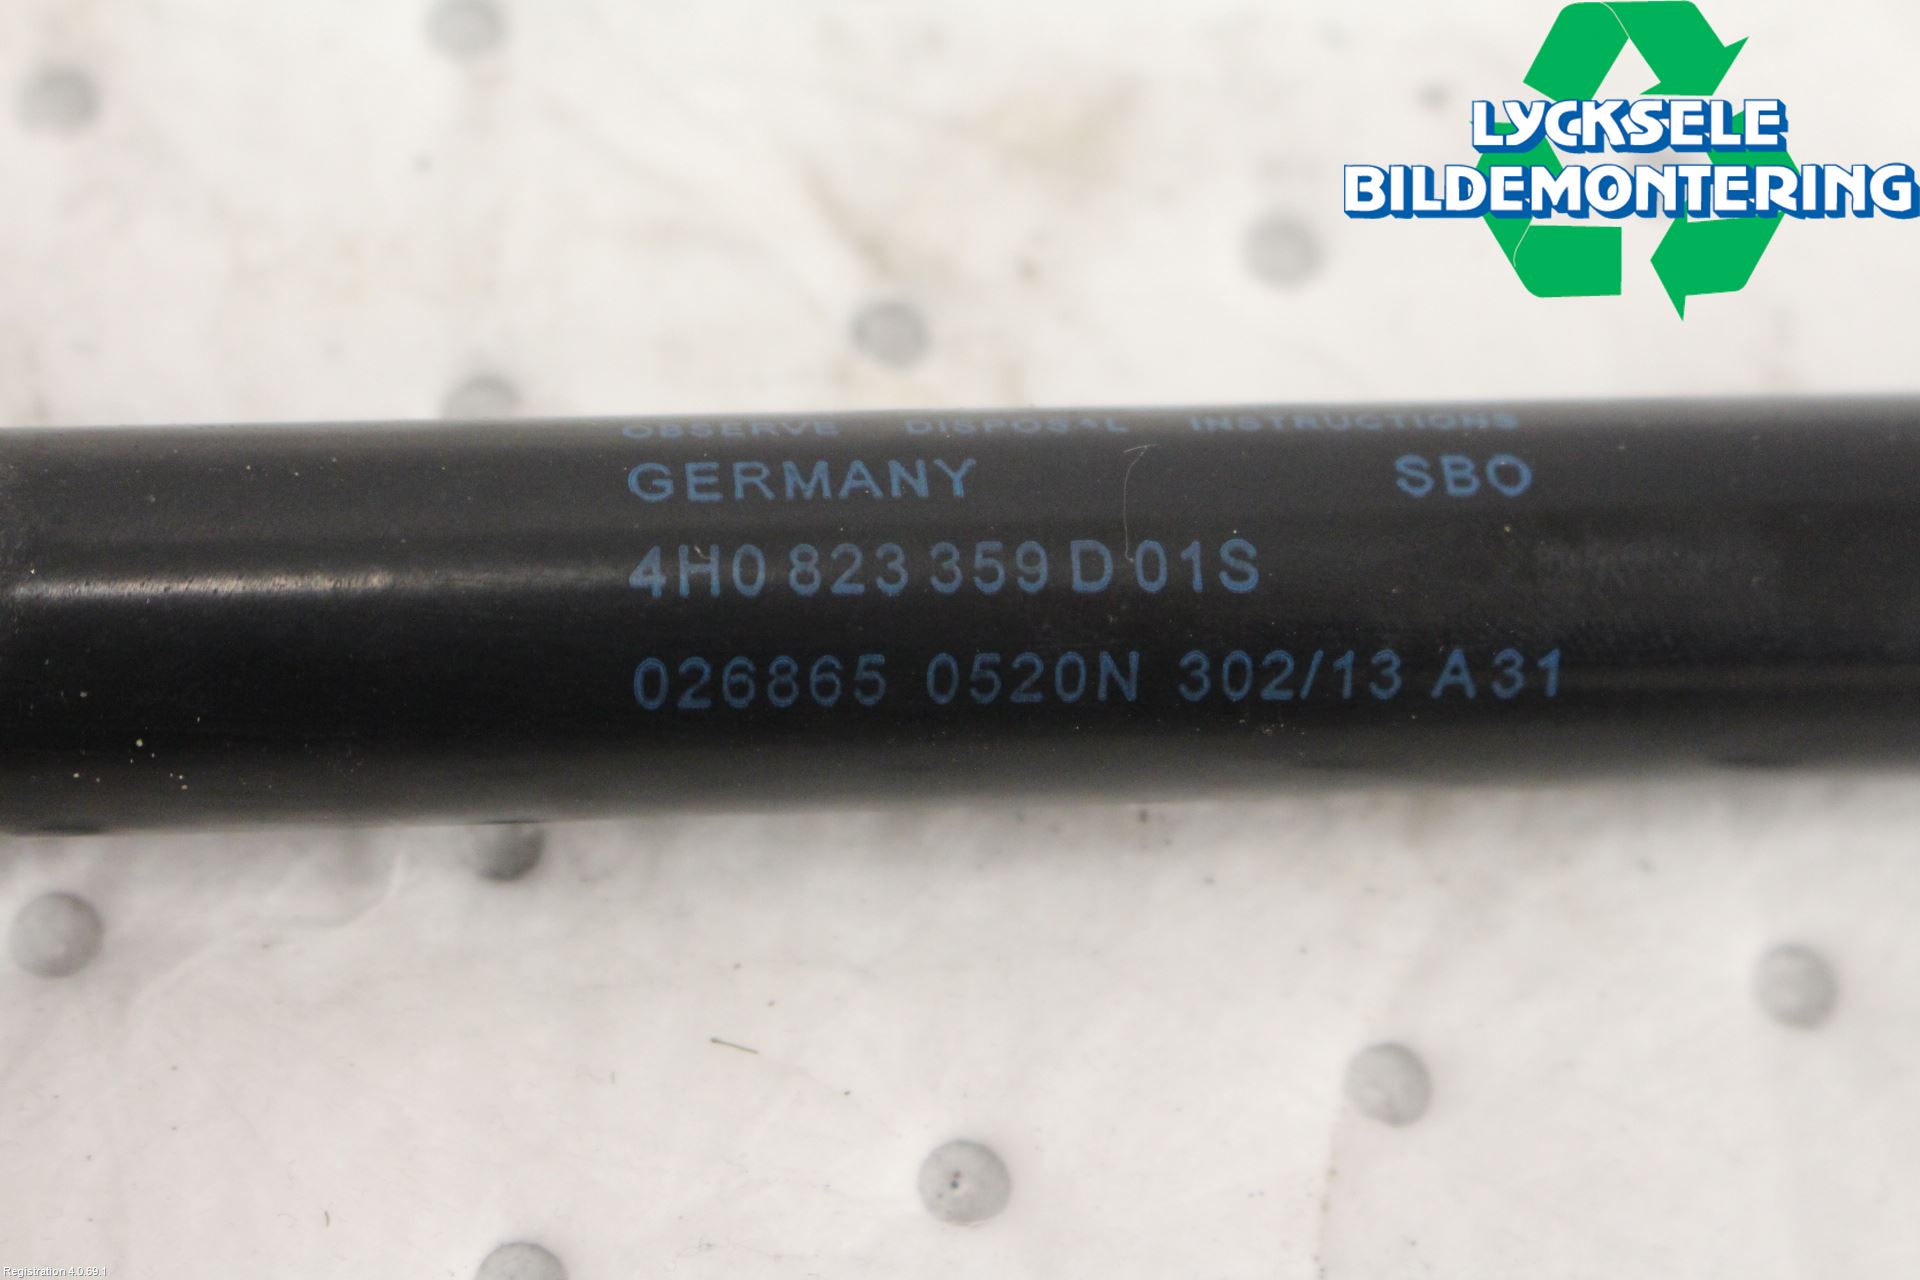 LYCKSELE
BILDEMONTERING
OBSERVE DISPOSAL INSTRUCTIONS
GERMANY SBO
4H0 823 359 D 01S
026865 0520N 302/13 A31
Registration 4.0.69.1